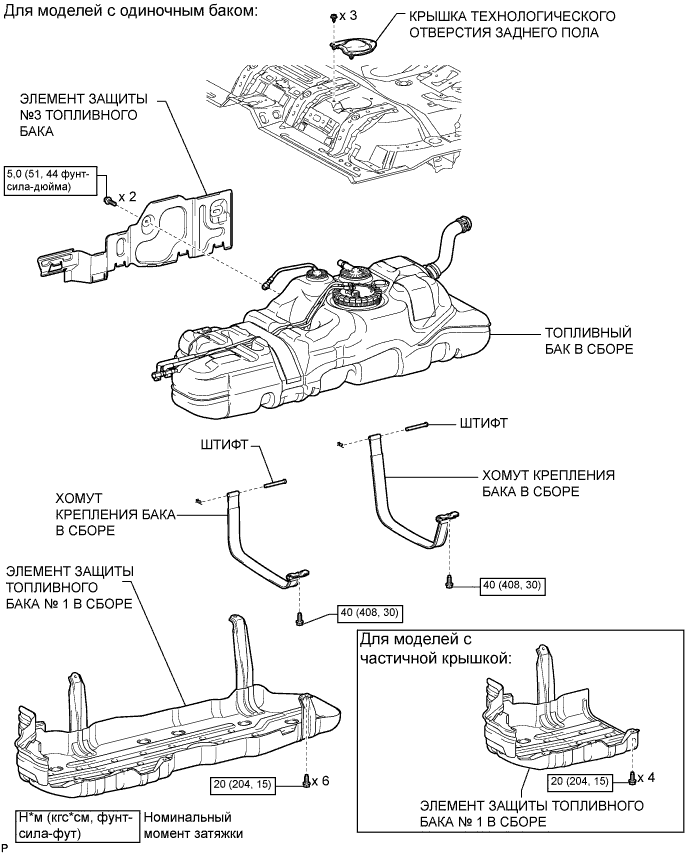 Для моделей с одиночным баком:
x 3
КРЫШКА ТЕХНОЛОГИЧЕСКОГО
ОТВЕРСТИЯ ЗАДНЕГО ПОЛА
ЭЛЕМЕНТ ЗАЩИТЫ
№3 ТОПЛИВНОГО
БАКА
5,0 (51, 44 фунт-
сила-дюйма)
x 2
ТОПЛИВНЫЙ
БАК В СБОРЕ
ШТИФТ
ШТИФТ
ХОМУТ КРЕПЛЕНИЯ
БАКА В СБОРЕ
ХОМУТ
КРЕПЛЕНИЯ БАКА
В СБОРЕ
ЭЛЕМЕНТ ЗАЩИТЫ
ТОПЛИВНОГО
БАКА № 1 В СБОРЕ
40 (408, 30)
40 (408, 30)
Для моделей с
частичной крышкой:
20 (204, 15)
x 6
20 (204, 15)
x 4
ЭЛЕМЕНТ ЗАЩИТЫ ТОПЛИВНОГО
БАКА № 1 В СБОРЕ
Н*м (кгс*см, фунт-
сила-фут)
Номинальный
момент затяжки
P